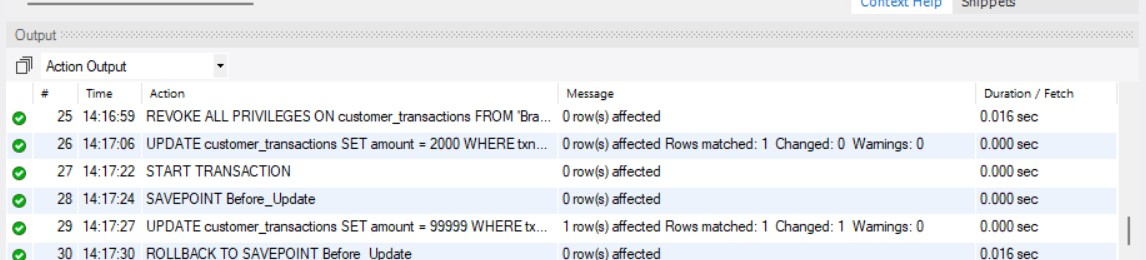 Context Help Snippets
Output
Action Output
# Time Action Message Duration / Fetch
25 14:16:59 REVOKE ALL PRIVILEGES ON customer_transactions FROM 'Bra... 0 row(s) affected 0.016 sec
26 14:17:06 UPDATE customer_transactions SET amount = 2000 WHERE txn... 0 row(s) affected Rows matched: 1 Changed: 0 Warnings: 0 0.000 sec
27 14:17:22 START TRANSACTION 0 row(s) affected 0.000 sec
28 14:17:24 SAVEPOINT Before_Update 0 row(s) affected 0.000 sec
29 14:17:27 UPDATE customer_transactions SET amount = 99999 WHERE tx... 1 row(s) affected Rows matched: 1 Changed: 1 Warnings: 0 0.000 sec
30 14:17:30 ROLLBACK TO SAVEPOINT Before_Update 0 row(s) affected 0.016 sec